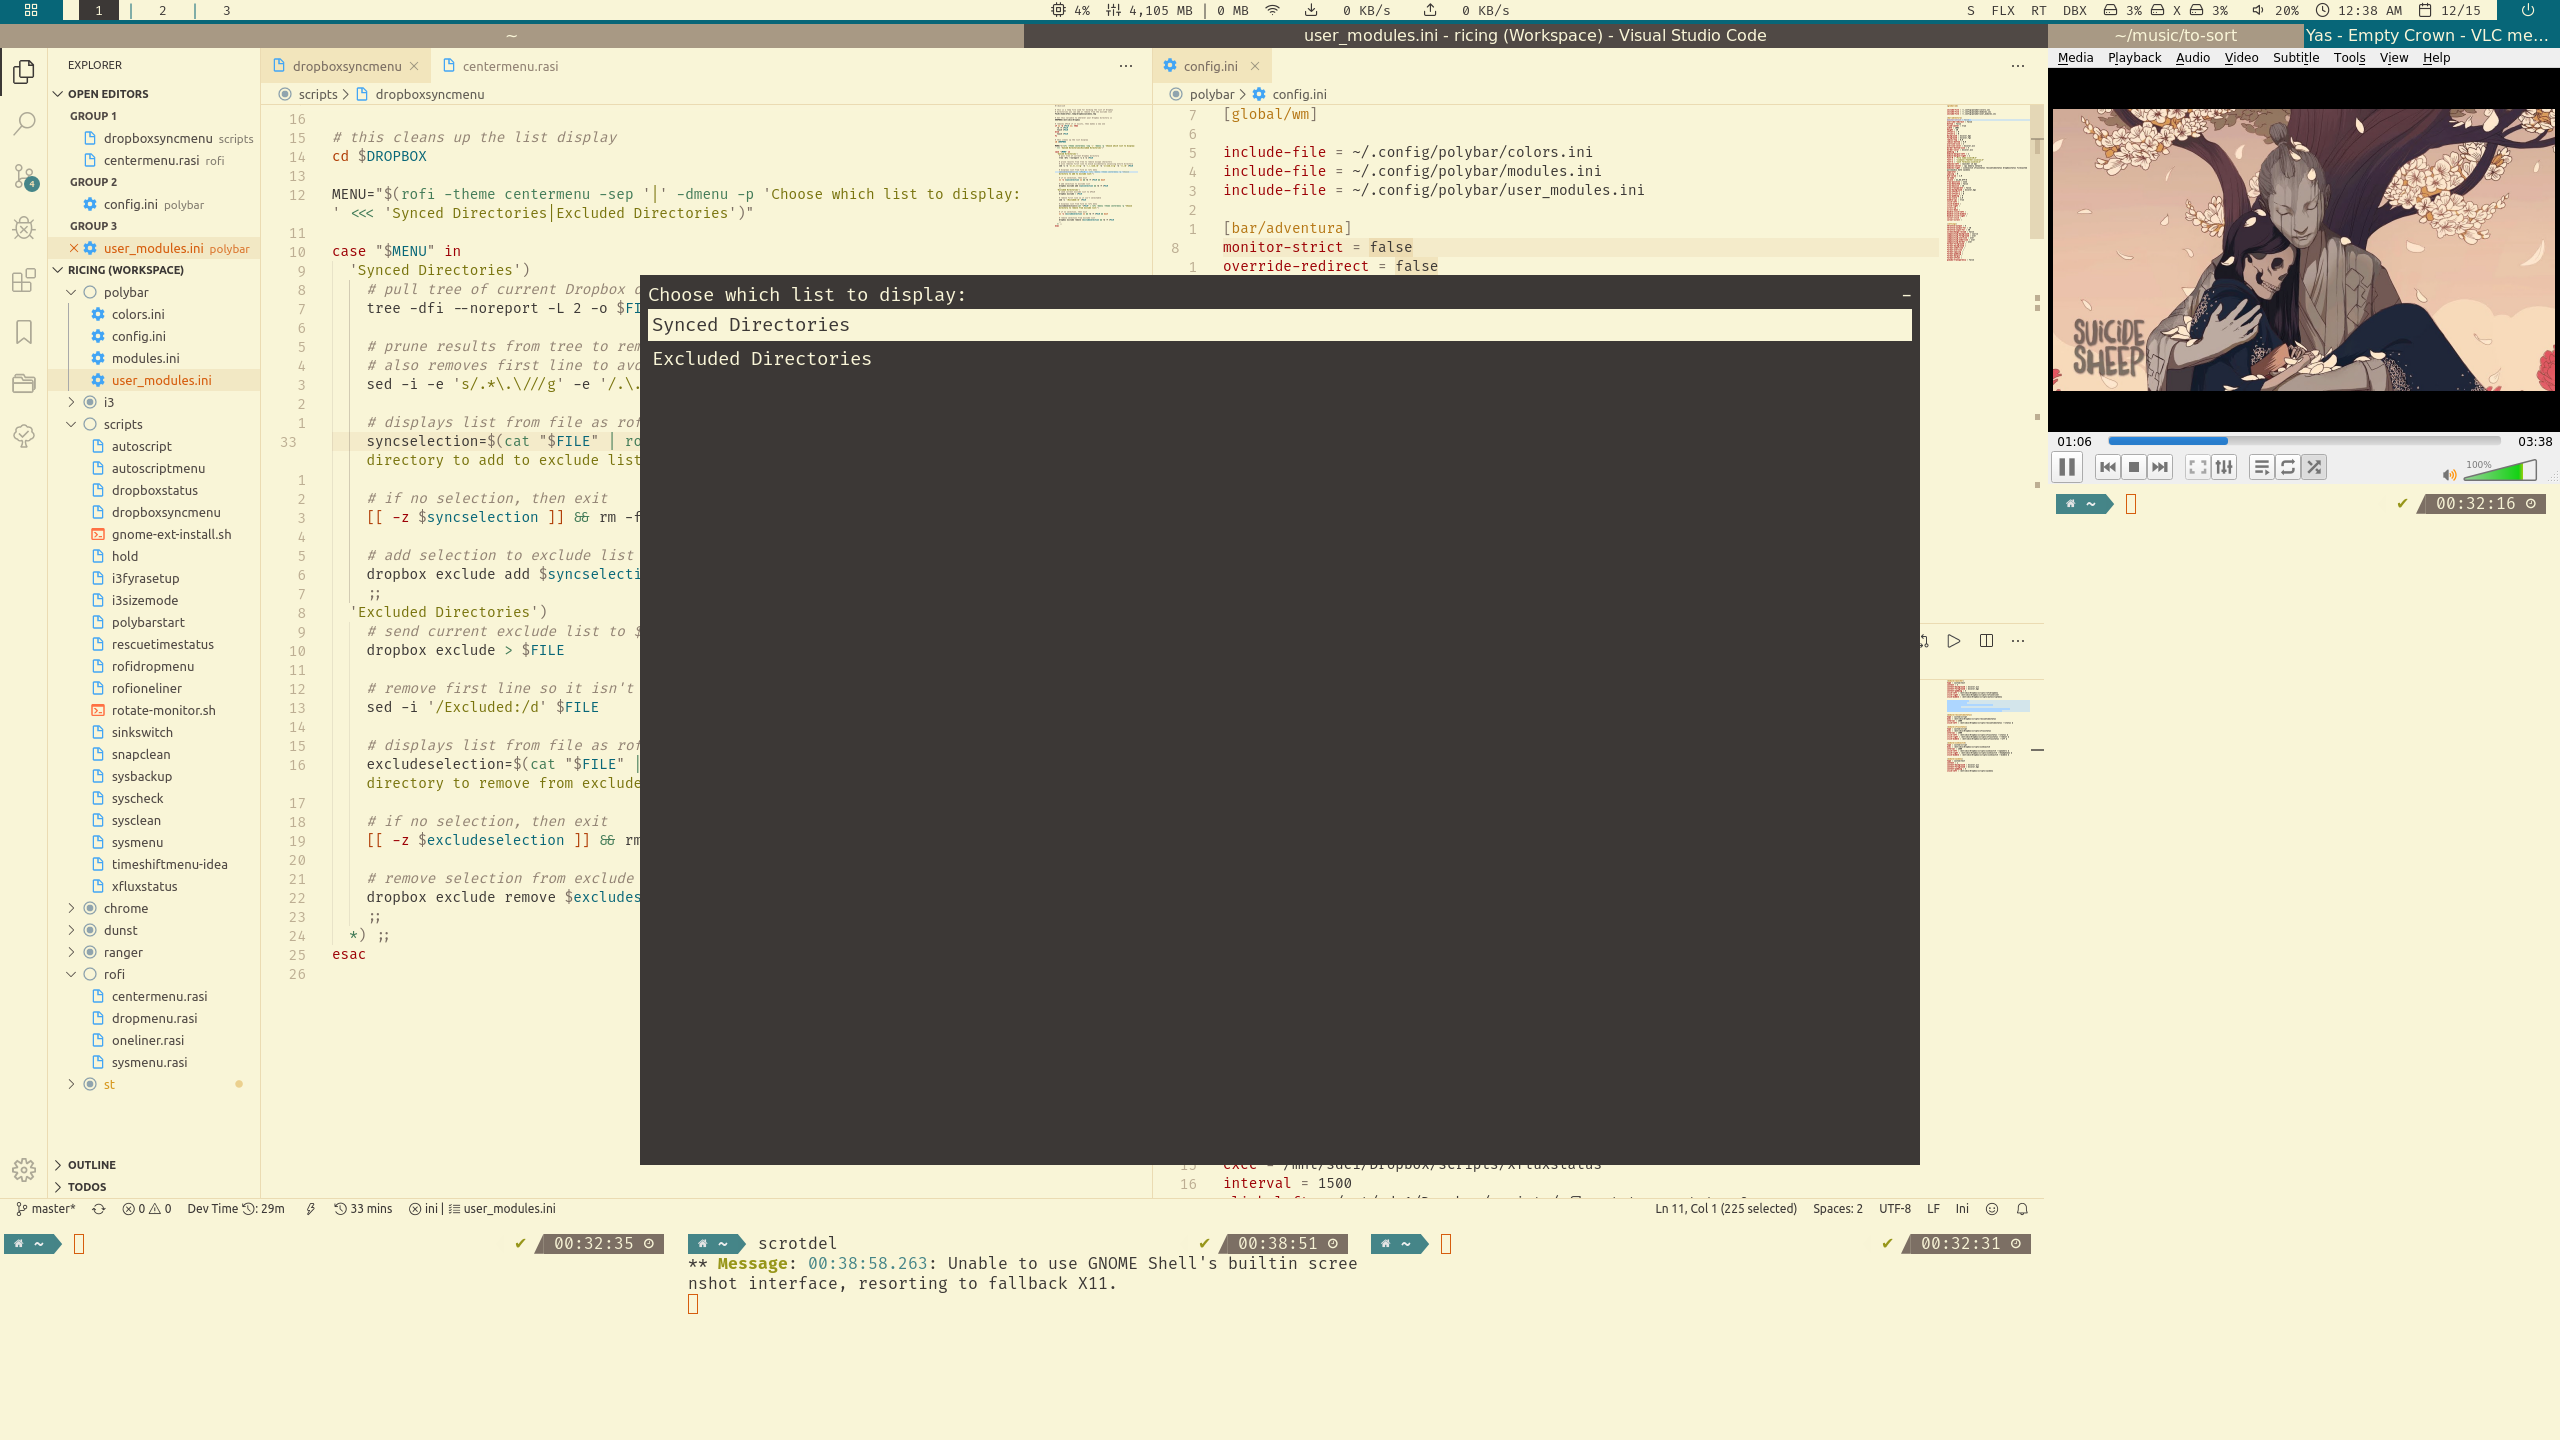 1 | 2 | 3
4% 4,105 MB | 0 MB 0 KB/s 0 KB/s
S FLX RT DBX 3% X 3% 20% 12:38 AM 12/15
~
user_modules.ini - ricing (Workspace) - Visual Studio Code
~/music/to-sort
Yas - Empty Crown - VLC me...
EXPLORER
OPEN EDITORS
GROUP 1
dropboxsyncmenu scripts
centermenu.rasi rofi
GROUP 2
config.ini polybar
GROUP 3
user_modules.ini polybar
RICING (WORKSPACE)
polybar
colors.ini
config.ini
modules.ini
user_modules.ini
i3
scripts
autoscript
autoscriptmenu
dropboxstatus
dropboxsyncmenu
gnome-ext-install.sh
hold
i3fyrasetup
i3sizemode
polybarstart
rescuetimestatus
rofidropmenu
rofioneliner
rotate-monitor.sh
sinkswitch
snapclean
sysbackup
syscheck
sysclean
sysmenu
timeshiftmenu-idea
xfluxstatus
chrome
dunst
ranger
rofi
centermenu.rasi
dropmenu.rasi
oneliner.rasi
sysmenu.rasi
st
OUTLINE
TODOS
4
dropboxsyncmenu
centermenu.rasi
scripts > dropboxsyncmenu
16
15 # this cleans up the list display
14 cd $DROPBOX
13
12 MENU="$(rofi -theme centermenu -sep '|' -dmenu -p 'Choose which list to display:
' <<< 'Synced Directories|Excluded Directories')"
11
10 case "$MENU" in
9 'Synced Directories')
8 # pull tree of current Dropbox
7 tree -dfi --noreport -L 2 -o $FI
6
5 # prune results from tree to rem
4 # also removes first line to avo
3 sed -i -e 's/.*\.\///g' -e '/.\.
2
1 # displays list from file as rof
33 syncselection=$(cat "$FILE" | ro
directory to add to exclude list
1
2 # if no selection, then exit
3 [[ -z $syncselection ]] && rm -f
4
5 # add selection to exclude list
6 dropbox exclude add $syncselecti
7 ;;
8 'Excluded Directories')
9 # send current exclude list to $
10 dropbox exclude > $FILE
11
12 # remove first line so it isn't
13 sed -i '/Excluded:/d' $FILE
14
15 # displays list from file as rof
16 excludeselection=$(cat "$FILE" |
directory to remove from exclude
17
18 # if no selection, then exit
19 [[ -z $excludeselection ]] && rm
20
21 # remove selection from exclude
22 dropbox exclude remove $excludes
23 ;;
24 *) ;;
25 esac
26
config.ini
polybar > config.ini
7 [global/wm]
6
5 include-file = ~/.config/polybar/colors.ini
4 include-file = ~/.config/polybar/modules.ini
3 include-file = ~/.config/polybar/user_modules.ini
2
1 [bar/adventura]
8 monitor-strict = false
1 override-redirect = false
Choose which list to display:
Synced Directories
Excluded Directories
16 interval = 1500
Media Playback Audio Video Subtitle Tools View Help
SUiCiDE
SHEEP
01:06 03:38
100%
~ ✔ 00:32:16
master* 0 0 Dev Time : 29m 33 mins ini | user_modules.ini
Ln 11, Col 1 (225 selected) Spaces: 2 UTF-8 LF Ini
~ ✔ 00:32:35
~ scrotdel ✔ 00:38:51
** Message: 00:38:58.263: Unable to use GNOME Shell's builtin scree
nshot interface, resorting to fallback X11.
~ ✔ 00:32:31